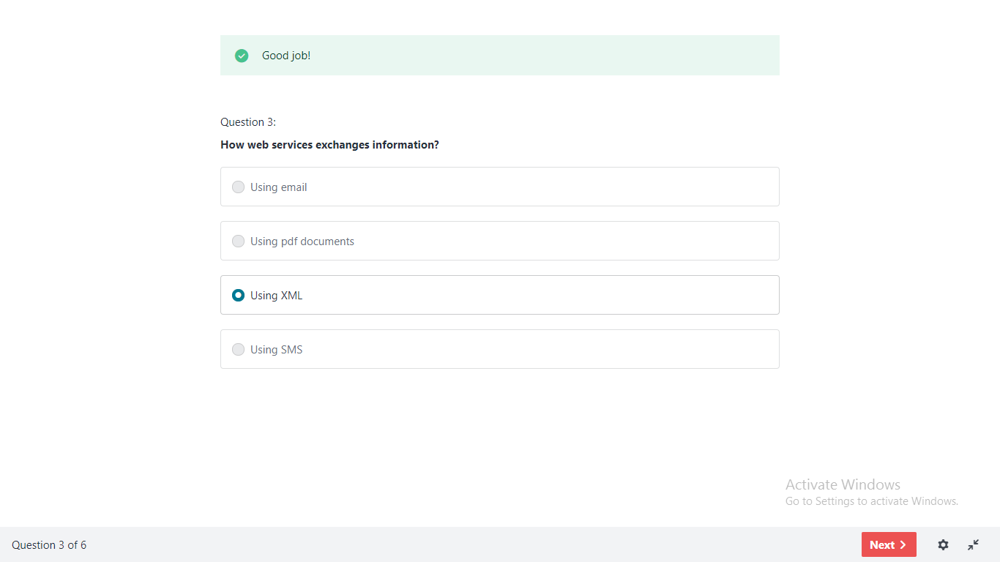 Good job!
Question 3:
How web services exchanges information?
Using email
Using pdf documents
Using XML
Using SMS
Activate Windows
Go to Settings to activate Windows.
Question 3 of 6
Next